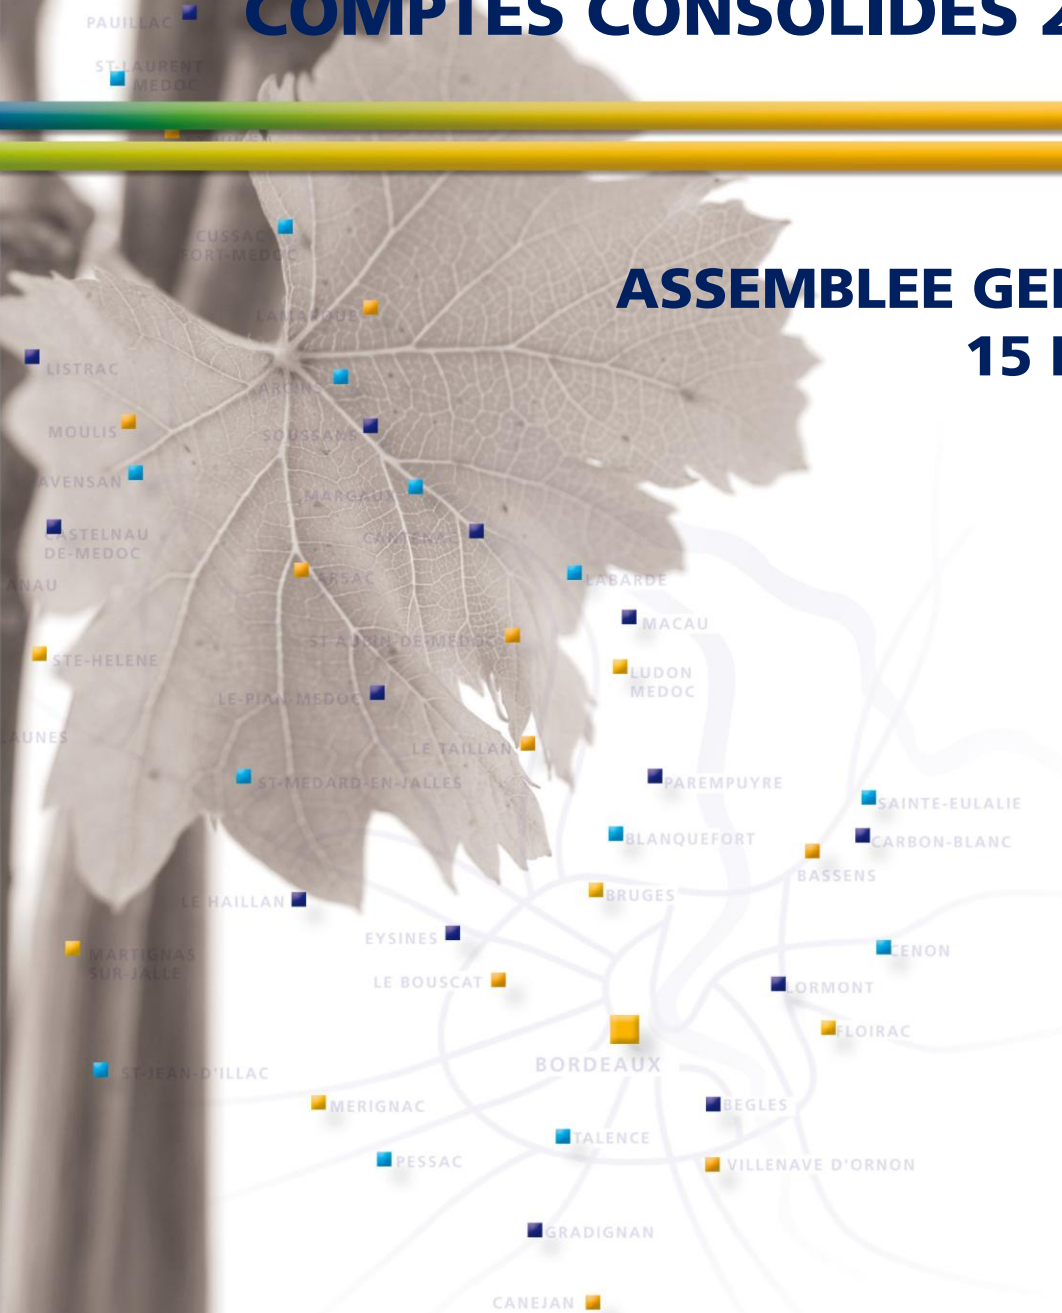 COMPTES CONSOLIDES 2
PAUILLAC
ST-LAURENT
MEDOC
CUSSAC
FORT-MEDOC
ASSEMBLEE GE
LAMARQUE
15
LISTRAC
ARCINS
MOULIS
SOUSSANS
AVENSAN
MARGAUX
CASTELNAU
DE-MEDOC
CANTENAC
ANAU
ARSAC
LABARDE
MACAU
ST-AUBIN-DE-MEDOC
STE-HELENE
LUDON
MEDOC
LE-PIAN-MEDOC
AUNES
LE TAILLAN
ST-MEDARD-EN-JALLES
PAREMPUYRE
SAINTE-EULALIE
BLANQUEFORT
CARBON-BLANC
BASSENS
BRUGES
LE HAILLAN
EYSINES
MARTIGNAS
SUR-JALLE
CENON
LE BOUSCAT
LORMONT
FLOIRAC
BORDEAUX
ST-JEAN-D'ILLAC
MERIGNAC
BEGLES
TALENCE
PESSAC
VILLENAVE D'ORNON
GRADIGNAN
CANEJAN